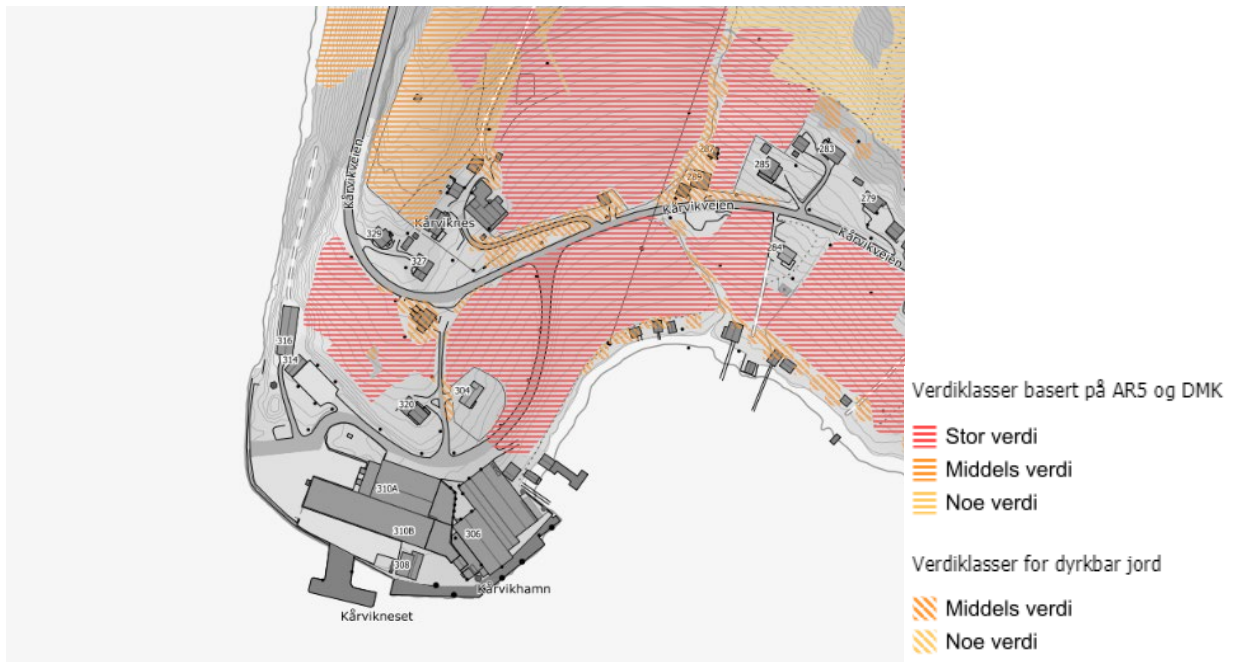 Kårvikveien
287
283
285
289
279
Kårvikveien
Kårviknes
329
Kårvikveien
284
327
316
314
304
320
310A
310B
306
308
Kårvikhamn
Kårvikneset
Verdiklasser basert på AR5 og DMK
Stor verdi
Middels verdi
Noe verdi
Verdiklasser for dyrkbar jord
Middels verdi
Noe verdi